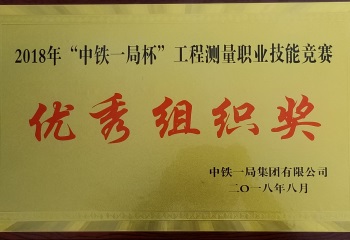 2018年“中铁一局杯”工程测量职业技能竞赛
优秀组织奖
中铁一局集团有限公司
二〇一八年八月